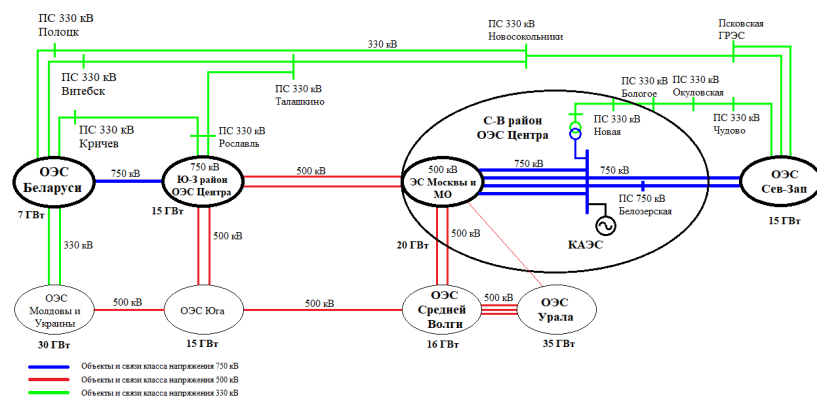 ПС 330 кВ
Полоцк
330 кВ
ПС 330 кВ
Новосокольники
Псковская
ГРЭС
ПС 330 кВ
Витебск
ПС 330 кВ
Талашкино
ПС 330 кВ
Кричев
ПС 330 кВ
Рославль
С-В район
ОЭС Центра
ПС 330 кВ
Бологое
ПС 330 кВ
Окуловская
ПС 330 кВ
Новая
ПС 330 кВ
Чудово
ОЭС
Беларуси
7 ГВт
750 кВ
750 кВ
Ю-З район
ОЭС Центра
15 ГВт
500 кВ
500 кВ
ЭС Москвы и
МО
20 ГВт
750 кВ
750 кВ
ПС 750 кВ
Белозерская
КАЭС
ОЭС
Сев-Зап
15 ГВт
330 кВ
500 кВ
500 кВ
ОЭС
Молдовы и
Украины
30 ГВт
500 кВ
ОЭС Юга
15 ГВт
500 кВ
ОЭС
Средней
Волги
16 ГВт
500 кВ
ОЭС
Урала
35 ГВт
Объекты и связи класса напряжения 750 кВ
Объекты и связи класса напряжения 500 кВ
Объекты и связи класса напряжения 330 кВ